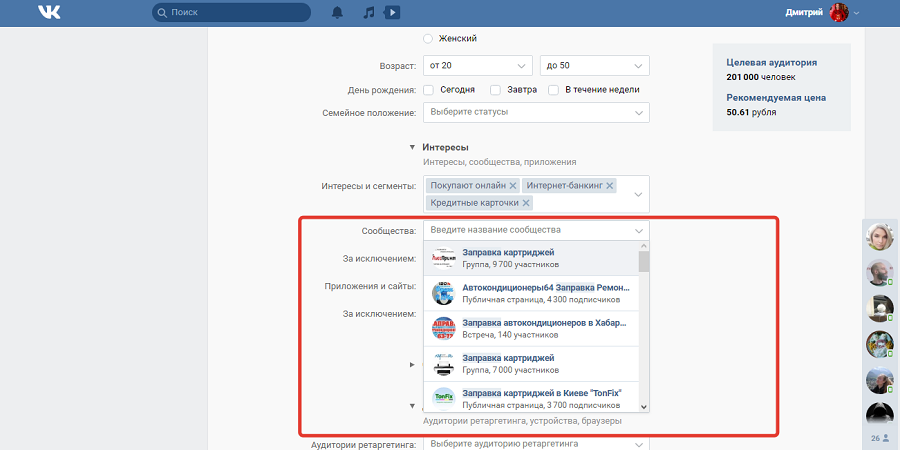 Поиск
Дмитрий
Женский
Возраст: от 20 до 50
День рождения: Сегодня Завтра В течение недели
Семейное положение: Выберите статусы
Целевая аудитория
201 000 человек
Рекомендуемая цена
50.61 рубля
Интересы
Интересы, сообщества, приложения
Интересы и сегменты: Покупают онлайн Интернет-банкинг
Кредитные карточки
Сообщества: Введите название сообщества
За исключением:
Заправка картриджей
Группа, 9 700 участников
Приложения и сайты:
Автокондиционеры64 Заправка Ремон...
Публичная страница, 4 300 подписчиков
За исключением:
Заправка автокондиционеров в Хабар...
Встреча, 140 участников
Заправка картриджей
Группа, 7 000 участников
Заправка картриджей в Киеве "TonFix"
Публичная страница, 3 700 подписчиков
TonFix
Аудитории ретаргетинга, устройства, браузеры
Аудитории ретаргетинга: Выберите аудиторию ретаргетинга
26